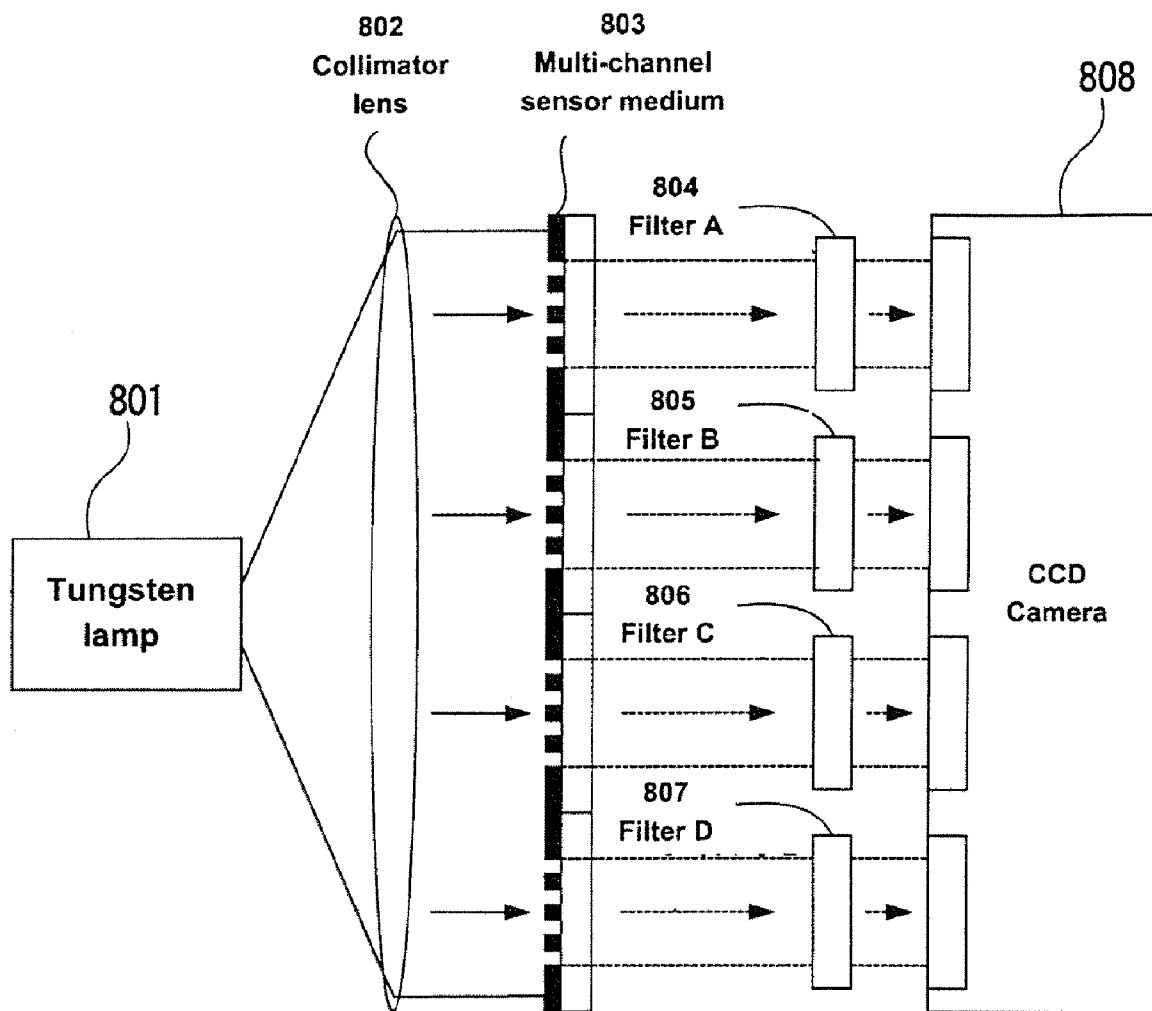 802
Collimator
lens
803
Multi-channel
sensor medium
808
804
Filter A
801
805
Filter B
Tungsten
lamp
806
Filter C
CCD
Camera
807
Filter D